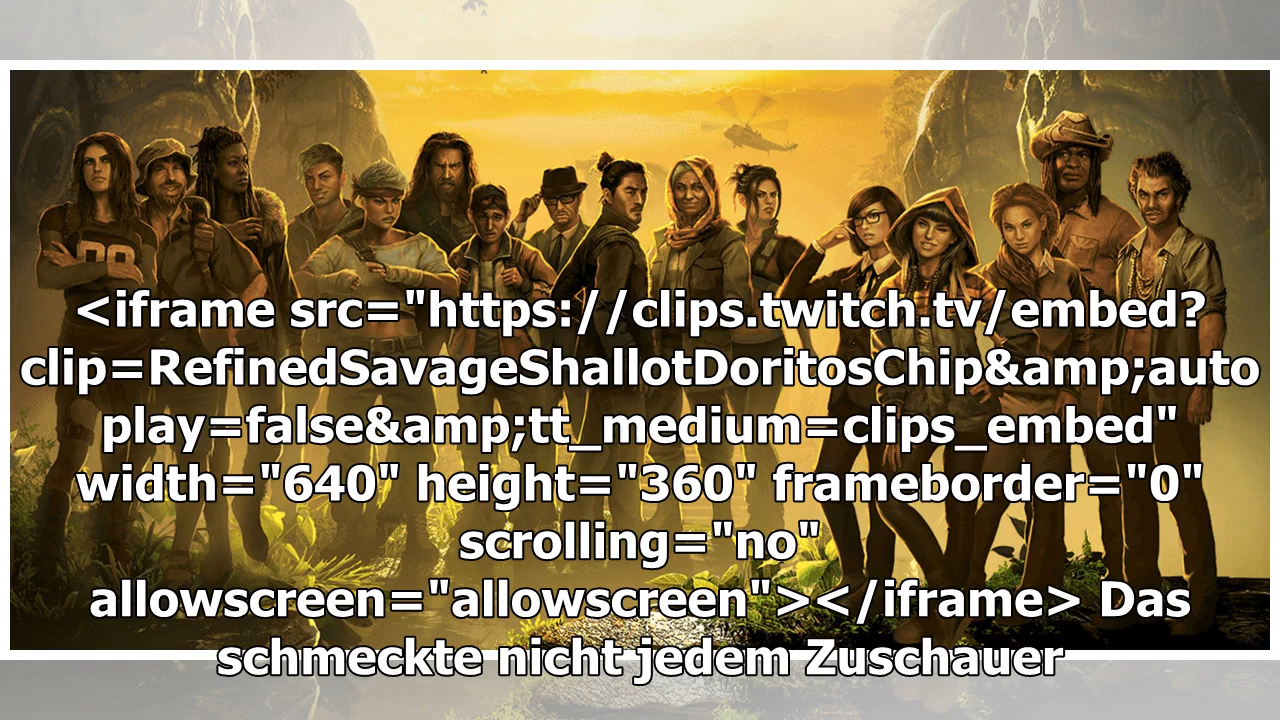 <iframe src="https://clips.twitch.tv/embed?
clip=RefinedSavageShallotDoritosChip&amp;auto
play=false&amp;tt_medium=clips_embed"
width="640" height="360" frameborder="0"
scrolling="no"
allowscreen="allowscreen"></iframe> Das
schmeckte nicht jedem Zuschauer